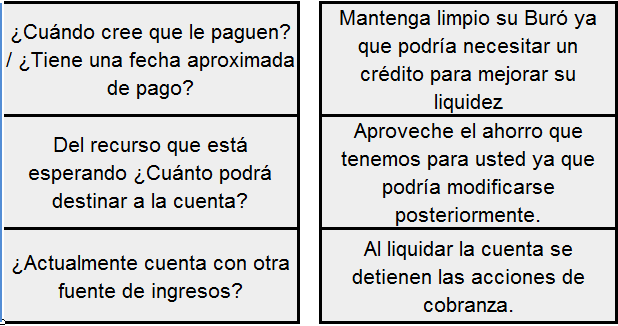 ¿Cuándo cree que le paguen?
/ ¿Tiene una fecha aproximada
de pago?
Del recurso que está
esperando ¿Cuánto podrá
destinar a la cuenta?
¿Actualmente cuenta con otra
fuente de ingresos?
Mantenga limpio su Buró ya
que podría necesitar un
crédito para mejorar su
liquidez
Aproveche el ahorro que
tenemos para usted ya que
podría modificarse
posteriormente.
Al liquidar la cuenta se
detienen las acciones de
cobranza.